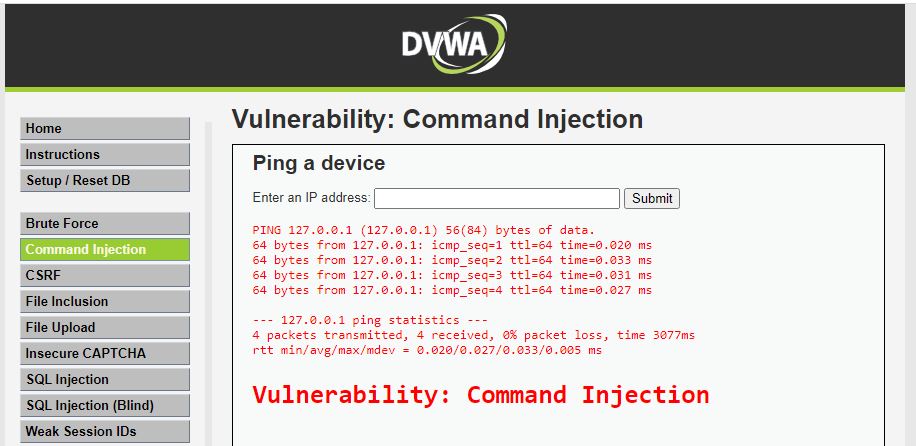 DVWA
Vulnerability: Command Injection
Home
Instructions
Setup / Reset DB
Brute Force
Command Injection
CSRF
File Inclusion
File Upload
Insecure CAPTCHA
SQL Injection
SQL Injection (Blind)
Weak Session IDs
Ping a device
Enter an IP address:
Submit
PING 127.0.0.1 (127.0.0.1) 56(84) bytes of data.
64 bytes from 127.0.0.1: icmp_seq=1 ttl=64 time=0.020 ms
64 bytes from 127.0.0.1: icmp_seq=2 ttl=64 time=0.033 ms
64 bytes from 127.0.0.1: icmp_seq=3 ttl=64 time=0.031 ms
64 bytes from 127.0.0.1: icmp_seq=4 ttl=64 time=0.027 ms
--- 127.0.0.1 ping statistics ---
4 packets transmitted, 4 received, 0% packet loss, time 3077ms
rtt min/avg/max/mdev = 0.020/0.027/0.033/0.005 ms
Vulnerability: Command Injection